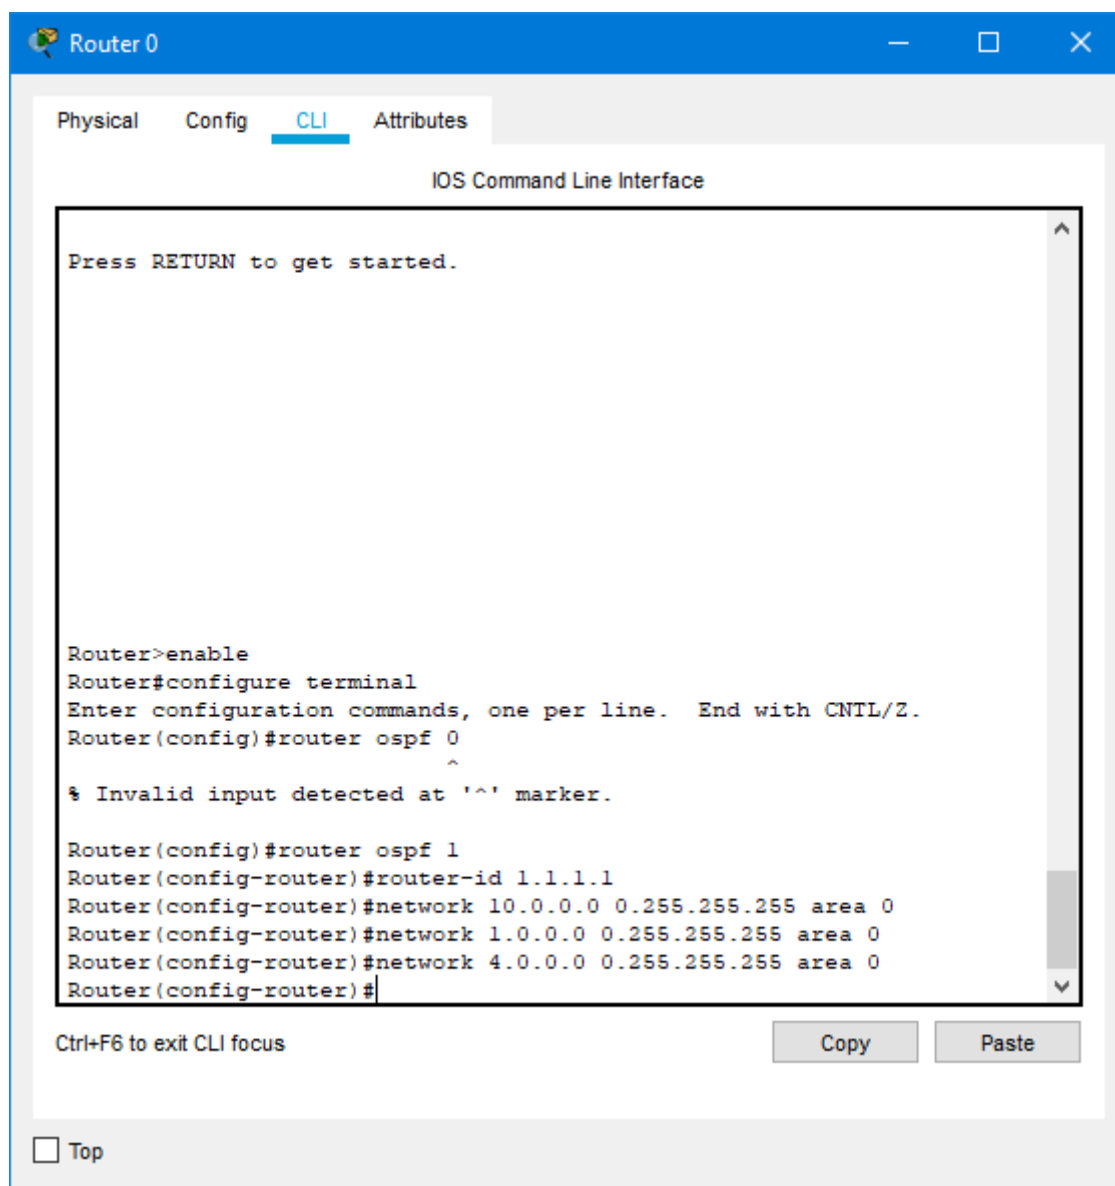 Router 0
Physical Config CLI Attributes
IOS Command Line Interface
Press RETURN to get started.
Router>enable
Router#configure terminal
Enter configuration commands, one per line.  End with CNTL/Z.
Router(config)#router ospf 0
^
% Invalid input detected at '^' marker.
Router(config)#router ospf 1
Router(config-router)#router-id 1.1.1.1
Router(config-router)#network 10.0.0.0 0.255.255.255 area 0
Router(config-router)#network 1.0.0.0 0.255.255.255 area 0
Router(config-router)#network 4.0.0.0 0.255.255.255 area 0
Router(config-router)#
Ctrl+F6 to exit CLI focus Copy Paste
Top